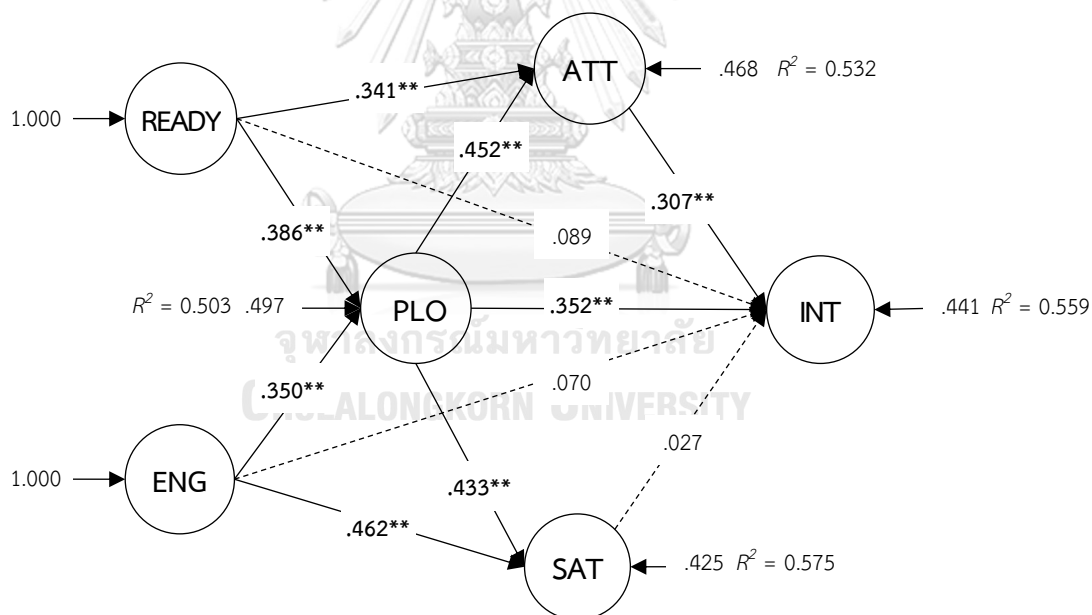 ATT
.468 R² = 0.532
.341**
1.000
READY
.452**
.307**
.386**
.089
R² = 0.503 .497
PLO
.352**
INT
.441 R² = 0.559
จุฬาลงกรณ์มหาวิทยาลัย
.350**
.070
CHULALONGKORN UNIVERSITY
.027
1.000
ENG
.433**
.462**
SAT
.425 R² = 0.575